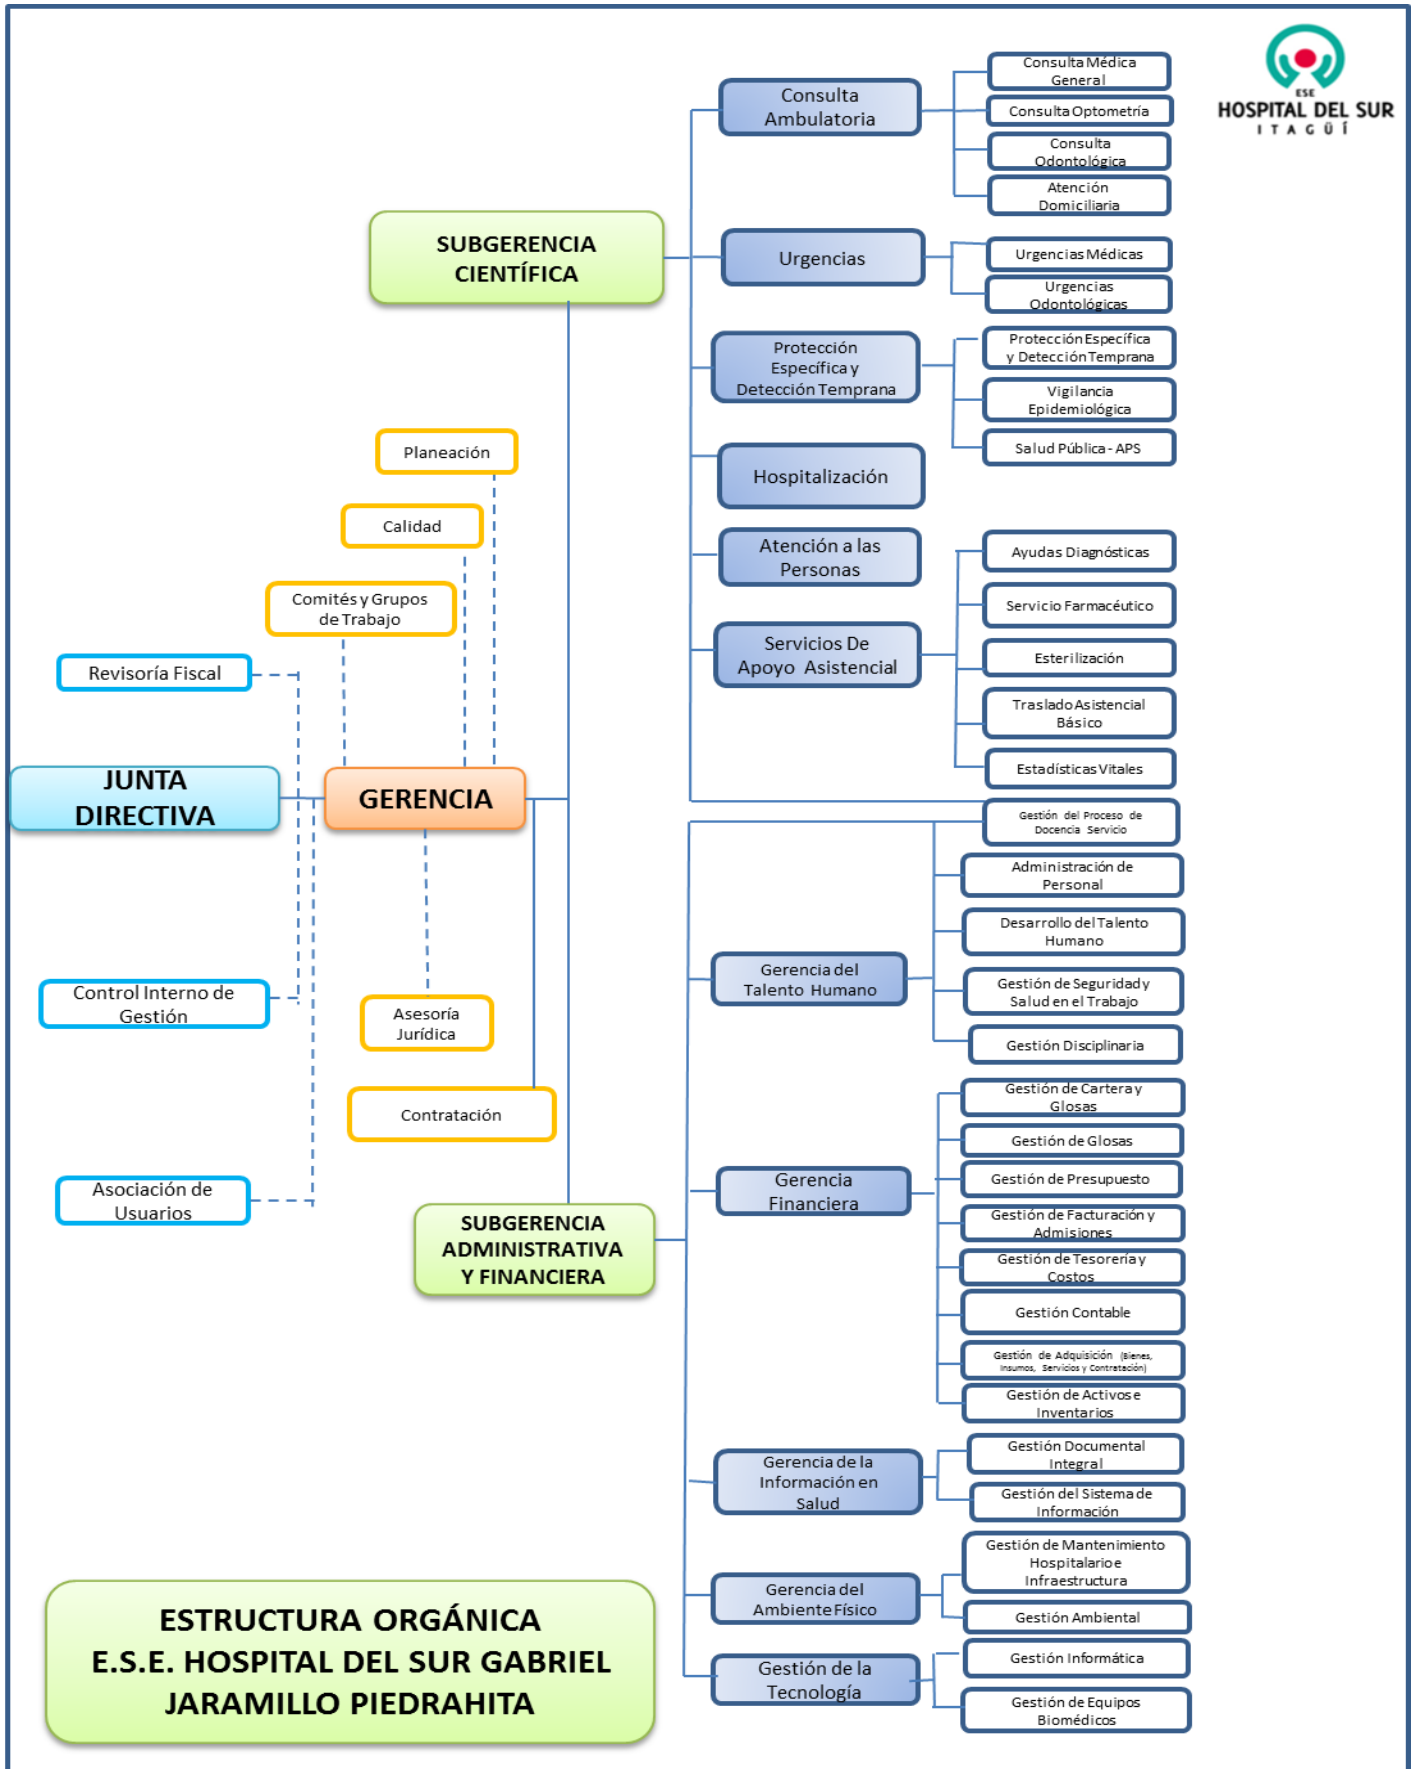 ESE
HOSPITAL DEL SUR
ITAGÜÍ
Consulta
Ambulatoria
Consulta Médica
General
Consulta Optometría
Consulta
Odontológica
Atención
Domiciliaria
SUBGERENCIA
CIENTÍFICA
Urgencias
Urgencias Médicas
Urgencias
Odontológicas
Protección
Específica y
Detección Temprana
Protección Específica
y Detección Temprana
Vigilancia
Epidemiológica
Salud Pública - APS
Hospitalización
Atención a las
Personas
Servicios De
Apoyo Asistencial
Ayudas Diagnósticas
Servicio Farmacéutico
Esterilización
Traslado Asistencial
Básico
Estadísticas Vitales
Gestión del Proceso de
Docencia Servicio
Planeación
Calidad
Comités y Grupos
de Trabajo
Revisoría Fiscal
JUNTA
DIRECTIVA
GERENCIA
Control Interno de
Gestión
Asesoría
Jurídica
Contratación
Asociación de
Usuarios
SUBGERENCIA
ADMINISTRATIVA
Y FINANCIERA
Gerencia del
Talento Humano
Administración de
Personal
Desarrollo del Talento
Humano
Gestión de Seguridad y
Salud en el Trabajo
Gestión Disciplinaria
Gerencia
Financiera
Gestión de Cartera y
Glosas
Gestión de Glosas
Gestión de Presupuesto
Gestión de Facturación y
Admisiones
Gestión de Tesorería y
Costos
Gestión Contable
Gestión de Adquisición (Bienes,
Insumos, Servicios y Contratación)
Gestión de Activos e
Inventarios
Gerencia de la
Información en
Salud
Gestión Documental
Integral
Gestión del Sistema de
Información
Gerencia del
Ambiente Físico
Gestión de Mantenimiento
Hospitalario e
Infraestructura
Gestión Ambiental
Gestión de la
Tecnología
Gestión Informática
Gestión de Equipos
Biomédicos
ESTRUCTURA ORGÁNICA
E.S.E. HOSPITAL DEL SUR GABRIEL
JARAMILLO PIEDRAHITA